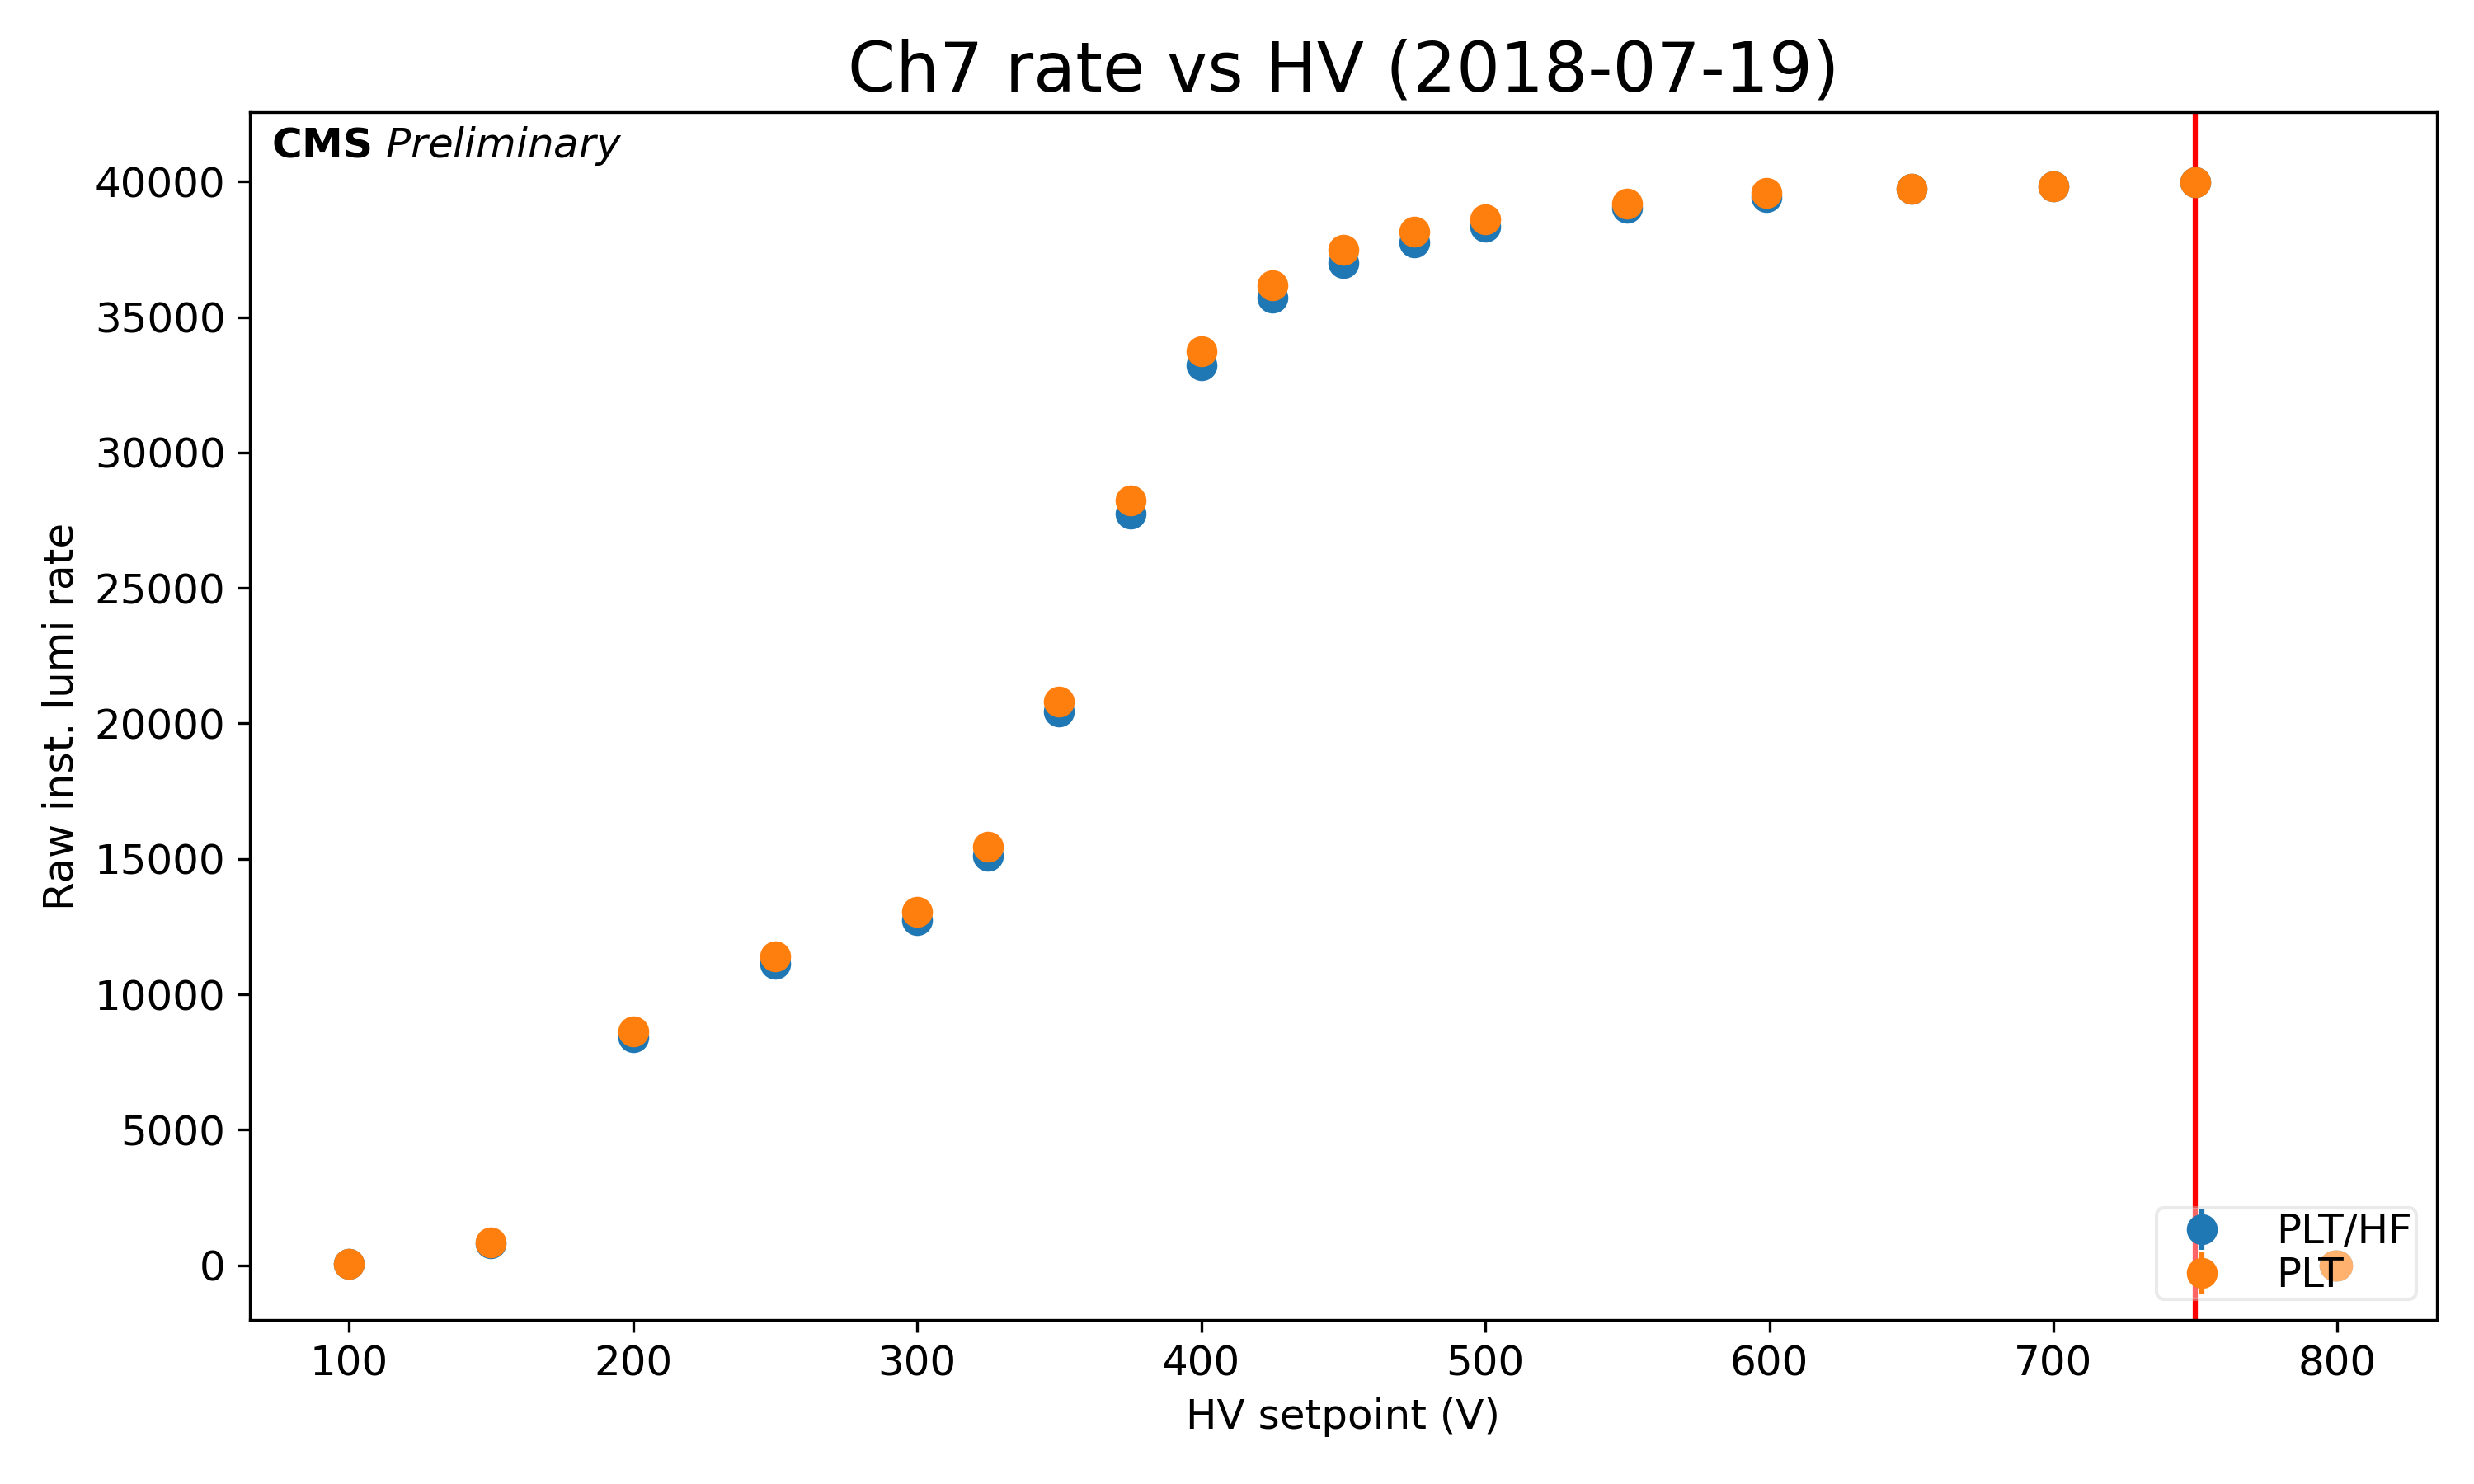 Ch7 rate vs HV (2018-07-19)
CMS Preliminary
40000
35000
30000
25000
20000
15000
10000
5000
0
Raw inst. lumi rate
PLT/HF
PLT
100 200 300 400 500 600 700 800
HV setpoint (V)